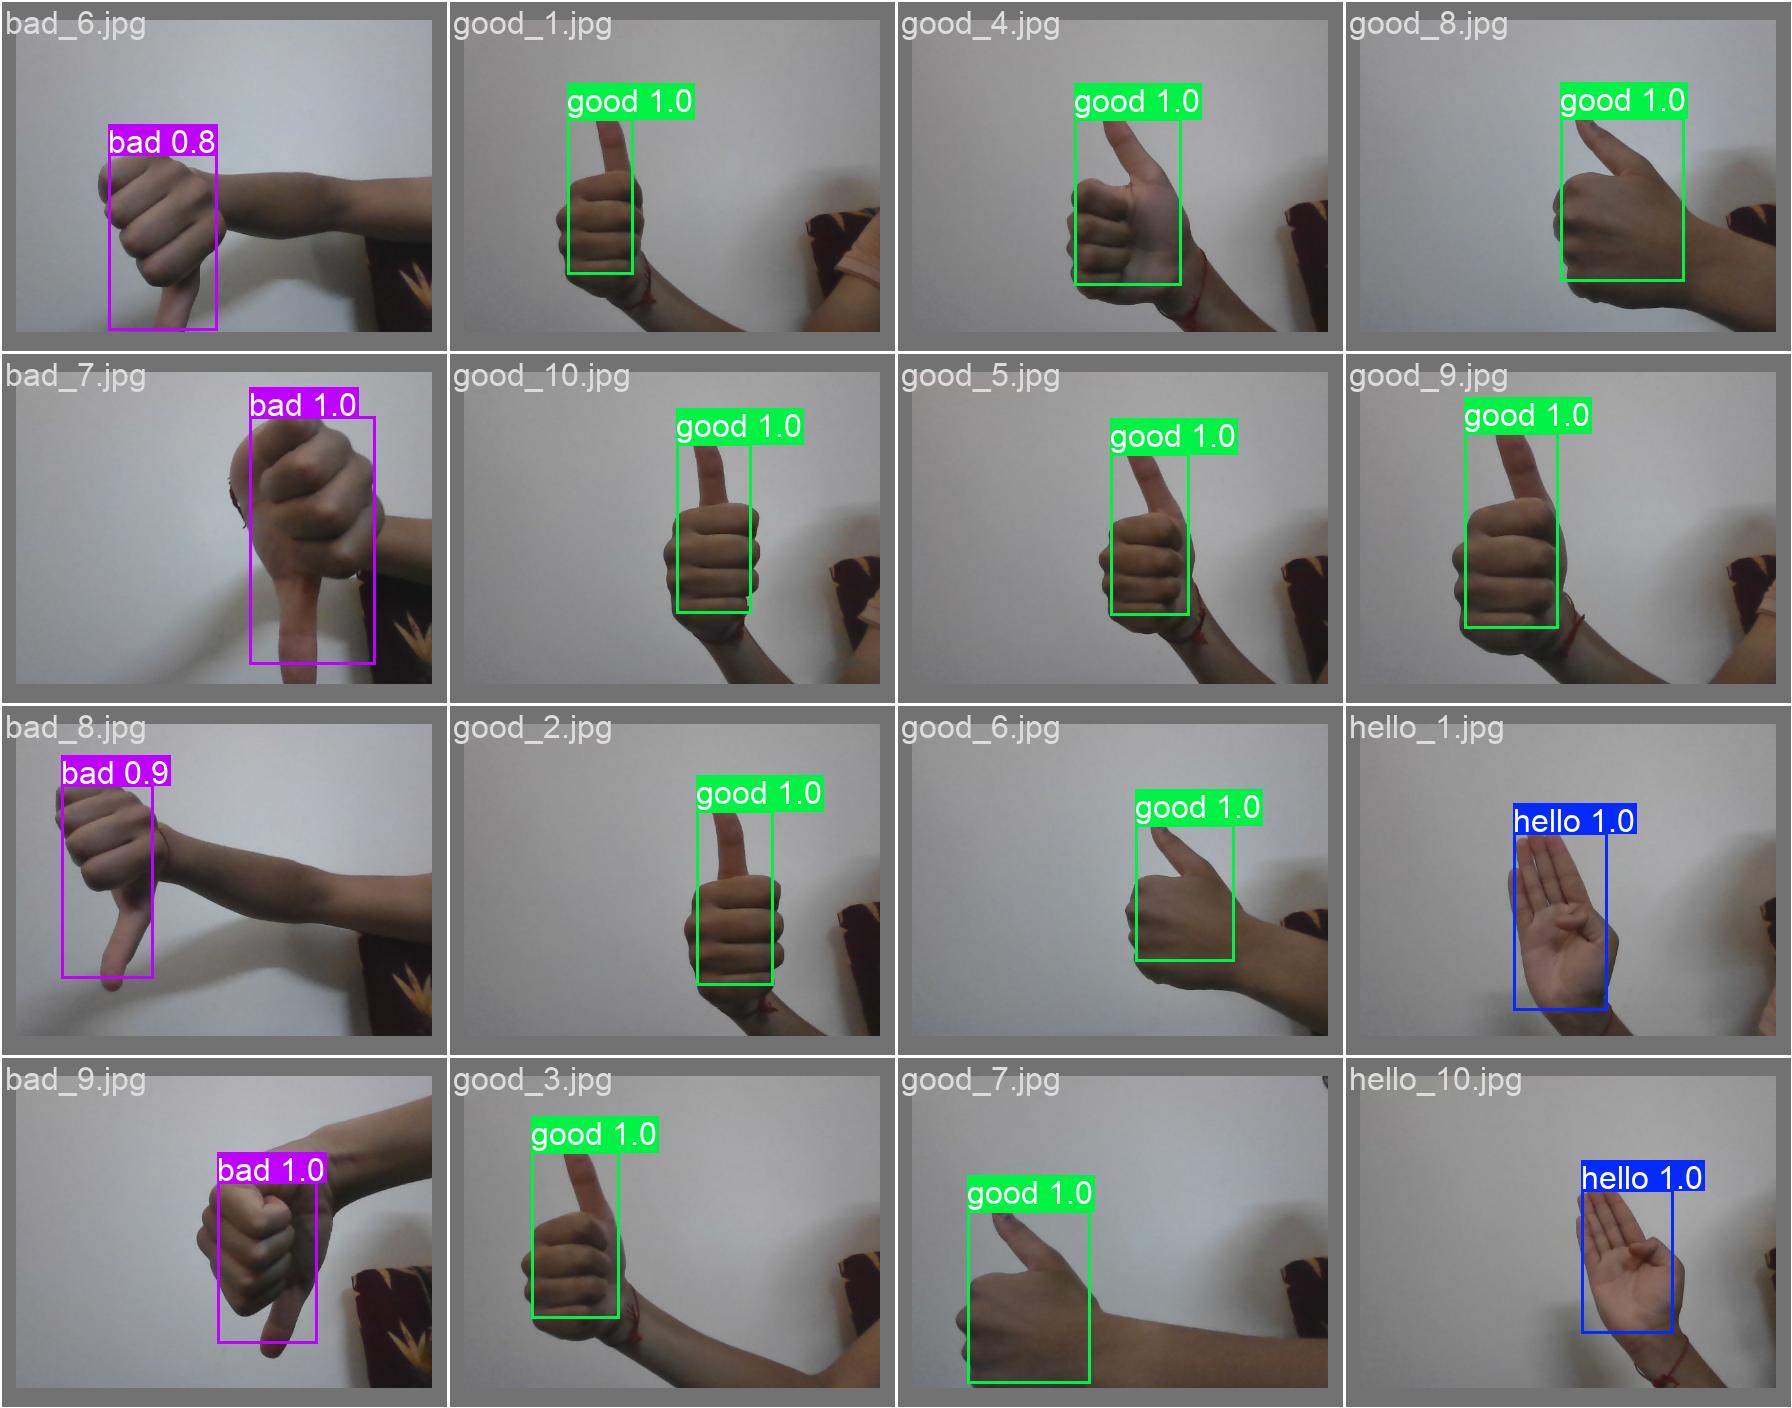 bad_6.jpg
bad 0.8
good_1.jpg
good 1.0
good_4.jpg
good 1.0
good_8.jpg
good 1.0
bad_7.jpg
bad 1.0
good_10.jpg
good 1.0
good_5.jpg
good 1.0
good_9.jpg
good 1.0
bad_8.jpg
bad 0.9
good_2.jpg
good 1.0
good_6.jpg
good 1.0
hello_1.jpg
hello 1.0
bad_9.jpg
bad 1.0
good_3.jpg
good 1.0
good_7.jpg
good 1.0
hello_10.jpg
hello 1.0